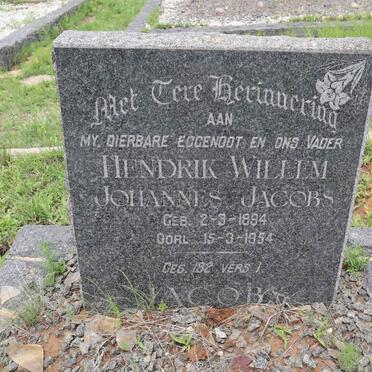 Met Tere Herinnering
AAN
MY DIERBARE EGGENOOT EN ONS VADER
HENDRIK WILLEM
JOHANNES JACOBS
GEB. 2-3-1894
OORL. 15-3-1954
GES. 182 VERS 1
JACOBS